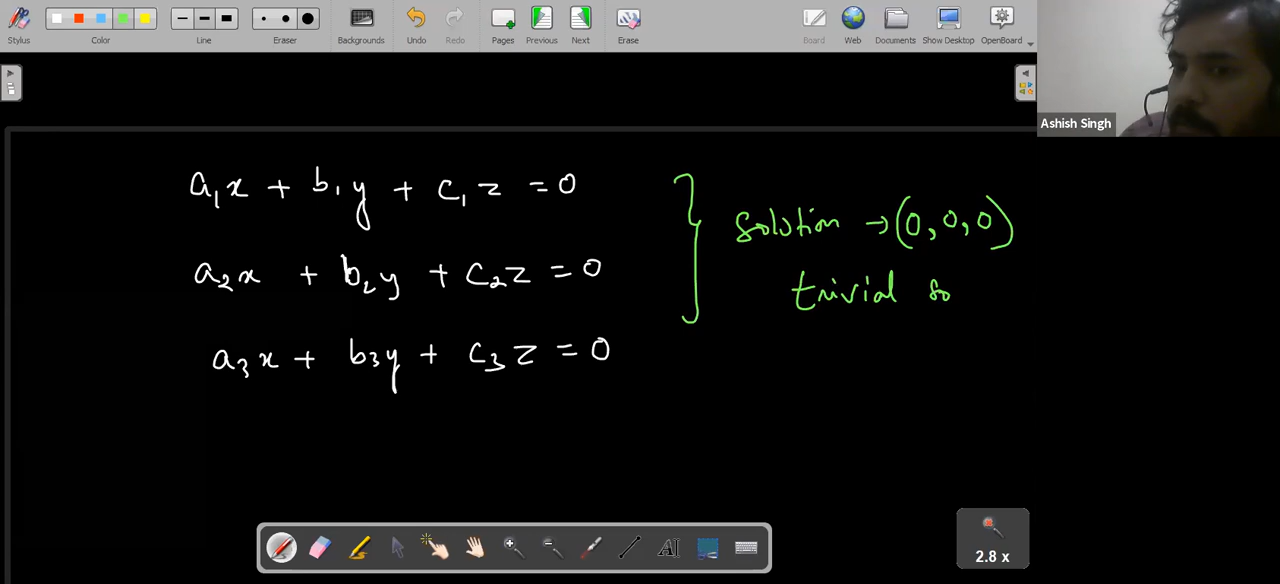 Stylus Color Line Eraser Backgrounds Undo Redo Pages Previous Next Erase Board Web Documents Show Desktop OpenBoard
Ashish Singh
a₁x + b₁y + c₁z = 0
a₂x + b₂y + c₂z = 0
a₃x + b₃y + c₃z = 0
solution → (0, 0, 0)
trivial so
AI
2.8 x